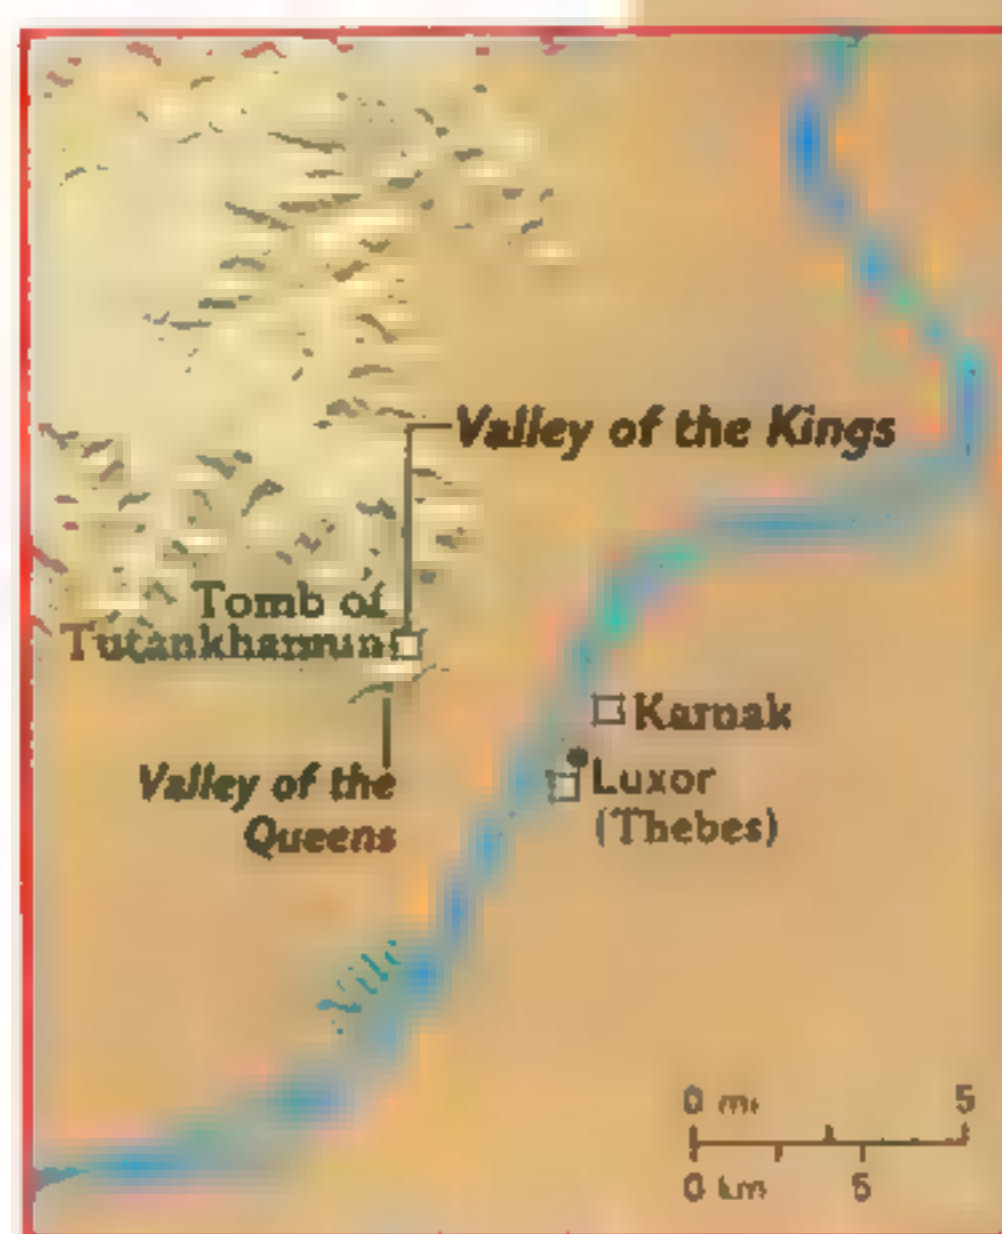 Valley of the Kings
Tomb of
Tutankhamun
Karnak
Luxor
(Thebes)
Valley of the
Queens
Nile
0 mi 5
0 km 5